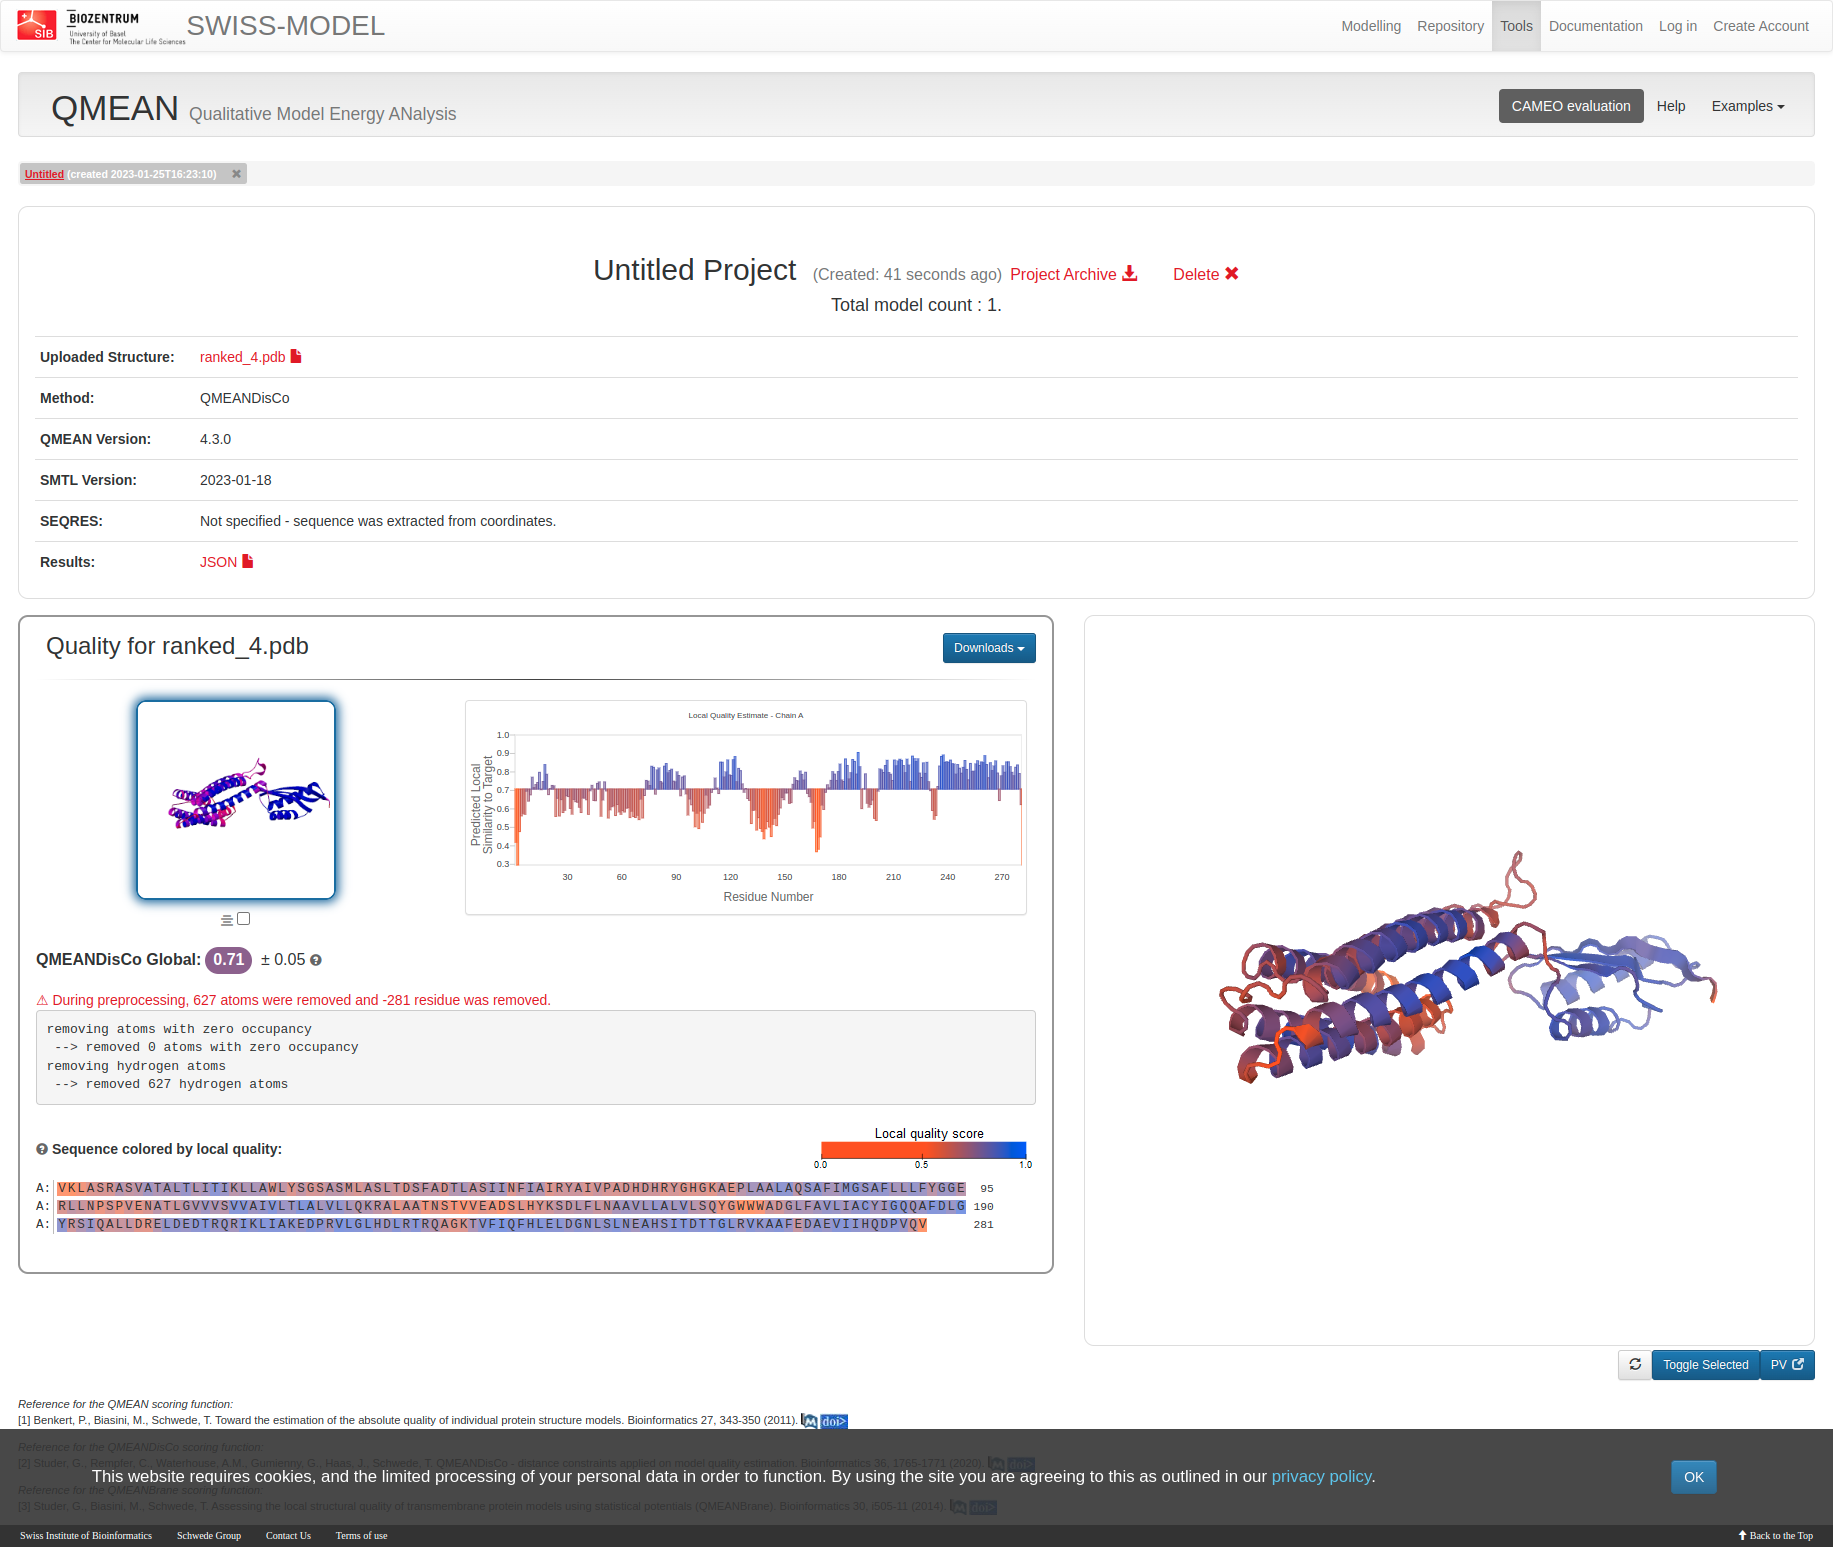 SIB
BIOZENTRUM
University of Basel
The Center for Molecular Life Sciences
SWISS-MODEL
Modelling Repository Tools Documentation Log in Create Account
QMEAN Qualitative Model Energy ANalysis
CAMEO evaluation Help Examples
Untitled (created 2023-01-25T16:23:10)
Untitled Project (Created: 41 seconds ago) Project Archive Delete
Total model count : 1.
Uploaded Structure: ranked_4.pdb
Method: QMEANDisCo
QMEAN Version: 4.3.0
SMTL Version: 2023-01-18
SEQRES: Not specified - sequence was extracted from coordinates.
Results: JSON
Quality for ranked_4.pdb
Downloads
Local Quality Estimate - Chain A
Predicted Local
Similarity to Target
1.0
0.9
0.8
0.7
0.6
0.5
0.4
0.3
30 60 90 120 150 180 210 240 270
Residue Number
QMEANDisCo Global: 0.71 ± 0.05
⚠ During preprocessing, 627 atoms were removed and -281 residue was removed.
removing atoms with zero occupancy
--> removed 0 atoms with zero occupancy
removing hydrogen atoms
--> removed 627 hydrogen atoms
Sequence colored by local quality:
Local quality score
0.0 0.5 1.0
A: VKLASRASVATALTLITIKLLAWLYSGSASMLASLTDSFADTLASIINFIAIRYAIVPADHDHRYGHGKAEPLAALAQSAFIMGSAFLLLFYGGE 95
A: RLLNPSPVENATLGVVVSVVAIVLTLALVLLQKRALAATNSTVVEADSLHYKSDLFLNAAVLLALVLSQYGWWWADGLFAVLIACYIGQQAFDLG 190
A: YRSIQALLDRELDEDTRQRIKLIAKEDPRVLGLHDLRTRQAGKTVFIQFHLELDGNLSLNEAHSITDTTGLRVKAAFEDAEVIIHQDPVQV 281
Toggle Selected PV
Reference for the QMEAN scoring function:
[1] Benkert, P., Biasini, M., Schwede, T. Toward the estimation of the absolute quality of individual protein structure models. Bioinformatics 27, 343-350 (2011). doi>
Reference for the QMEANDisCo scoring function:
[2] Studer, G., Rempfer, C., Waterhouse, A.M., Gumienny, G., Haas, J., Schwede, T. QMEANDisCo - distance constraints applied on model quality estimation. Bioinformatics 36, 1765-1771 (2020). doi>
This website requires cookies, and the limited processing of your personal data in order to function. By using the site you are agreeing to this as outlined in our privacy policy.
OK
Reference for the QMEANBrane scoring function:
[3] Studer, G., Biasini, M., Schwede, T. Assessing the local structural quality of transmembrane protein models using statistical potentials (QMEANBrane). Bioinformatics 30, i505-11 (2014). doi>
Swiss Institute of Bioinformatics Schwede Group Contact Us Terms of use
Back to the Top